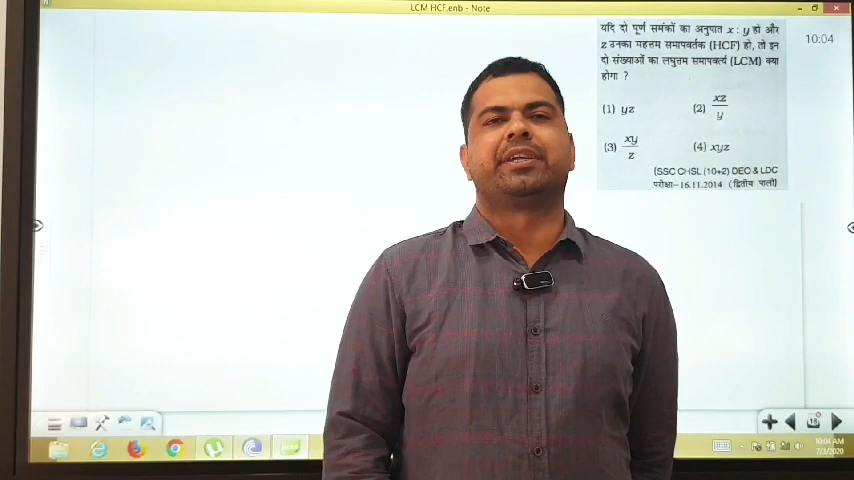 LCM HCF.enb - Note
यदि दो पूर्ण समंकों का अनुपात x : y हो और
z उनका महत्तम समापवर्तक (HCF) हो, तो इन
दो संख्याओं का लघुत्तम समापवर्त्य (LCM) क्या
होगा ?
10:04
(1) yz (2) xz/y
(3) xy/z (4) xyz
(SSC CHSL (10+2) DEO & LDC
परीक्षा-16.11.2014 (द्वितीय पाली)
18
10:04 AM
7/3/2020